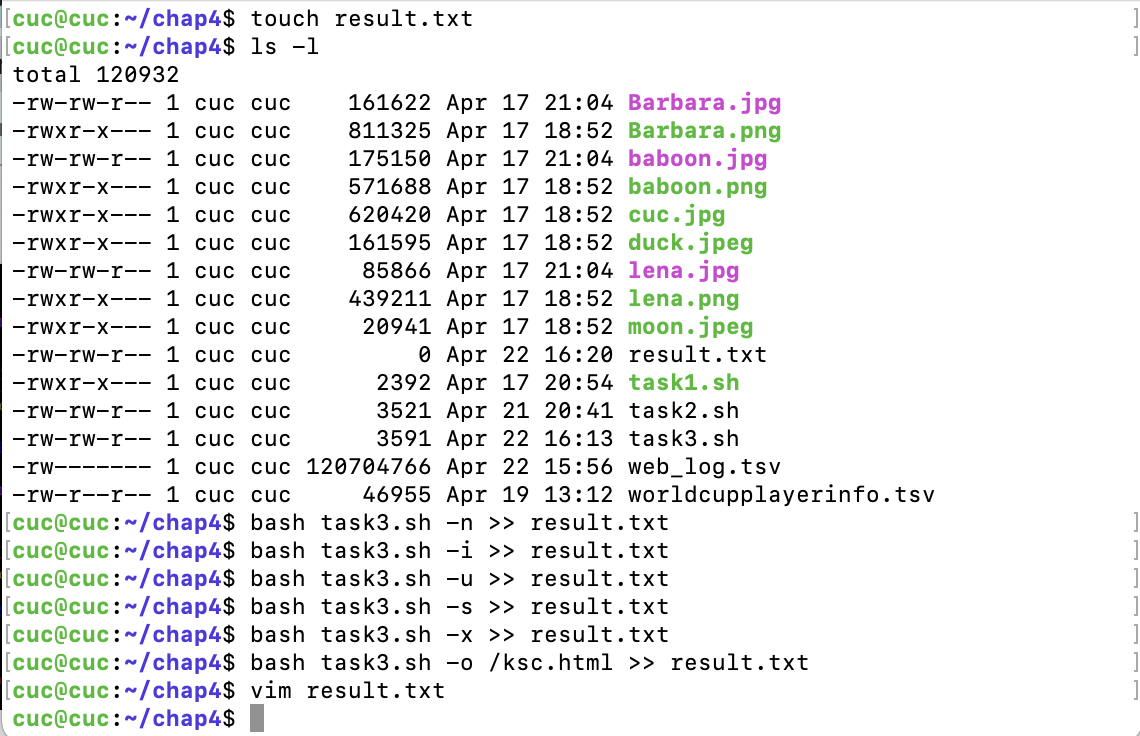 [cuc@cuc:~/chap4$ touch result.txt ]
[cuc@cuc:~/chap4$ ls -l ]
total 120932
-rw-rw-r-- 1 cuc cuc    161622 Apr 17 21:04 Barbara.jpg
-rwxr-x--- 1 cuc cuc    811325 Apr 17 18:52 Barbara.png
-rw-rw-r-- 1 cuc cuc    175150 Apr 17 21:04 baboon.jpg
-rwxr-x--- 1 cuc cuc    571688 Apr 17 18:52 baboon.png
-rwxr-x--- 1 cuc cuc    620420 Apr 17 18:52 cuc.jpg
-rwxr-x--- 1 cuc cuc    161595 Apr 17 18:52 duck.jpeg
-rw-rw-r-- 1 cuc cuc     85866 Apr 17 21:04 lena.jpg
-rwxr-x--- 1 cuc cuc    439211 Apr 17 18:52 lena.png
-rwxr-x--- 1 cuc cuc     20941 Apr 17 18:52 moon.jpeg
-rw-rw-r-- 1 cuc cuc         0 Apr 22 16:20 result.txt
-rwxr-x--- 1 cuc cuc      2392 Apr 17 20:54 task1.sh
-rw-rw-r-- 1 cuc cuc      3521 Apr 21 20:41 task2.sh
-rw-rw-r-- 1 cuc cuc      3591 Apr 22 16:13 task3.sh
-rw------- 1 cuc cuc 120704766 Apr 22 15:56 web_log.tsv
-rw-r--r-- 1 cuc cuc     46955 Apr 19 13:12 worldcupplayerinfo.tsv
[cuc@cuc:~/chap4$ bash task3.sh -n >> result.txt ]
[cuc@cuc:~/chap4$ bash task3.sh -i >> result.txt ]
[cuc@cuc:~/chap4$ bash task3.sh -u >> result.txt ]
[cuc@cuc:~/chap4$ bash task3.sh -s >> result.txt ]
[cuc@cuc:~/chap4$ bash task3.sh -x >> result.txt ]
[cuc@cuc:~/chap4$ bash task3.sh -o /ksc.html >> result.txt ]
[cuc@cuc:~/chap4$ vim result.txt ]
cuc@cuc:~/chap4$